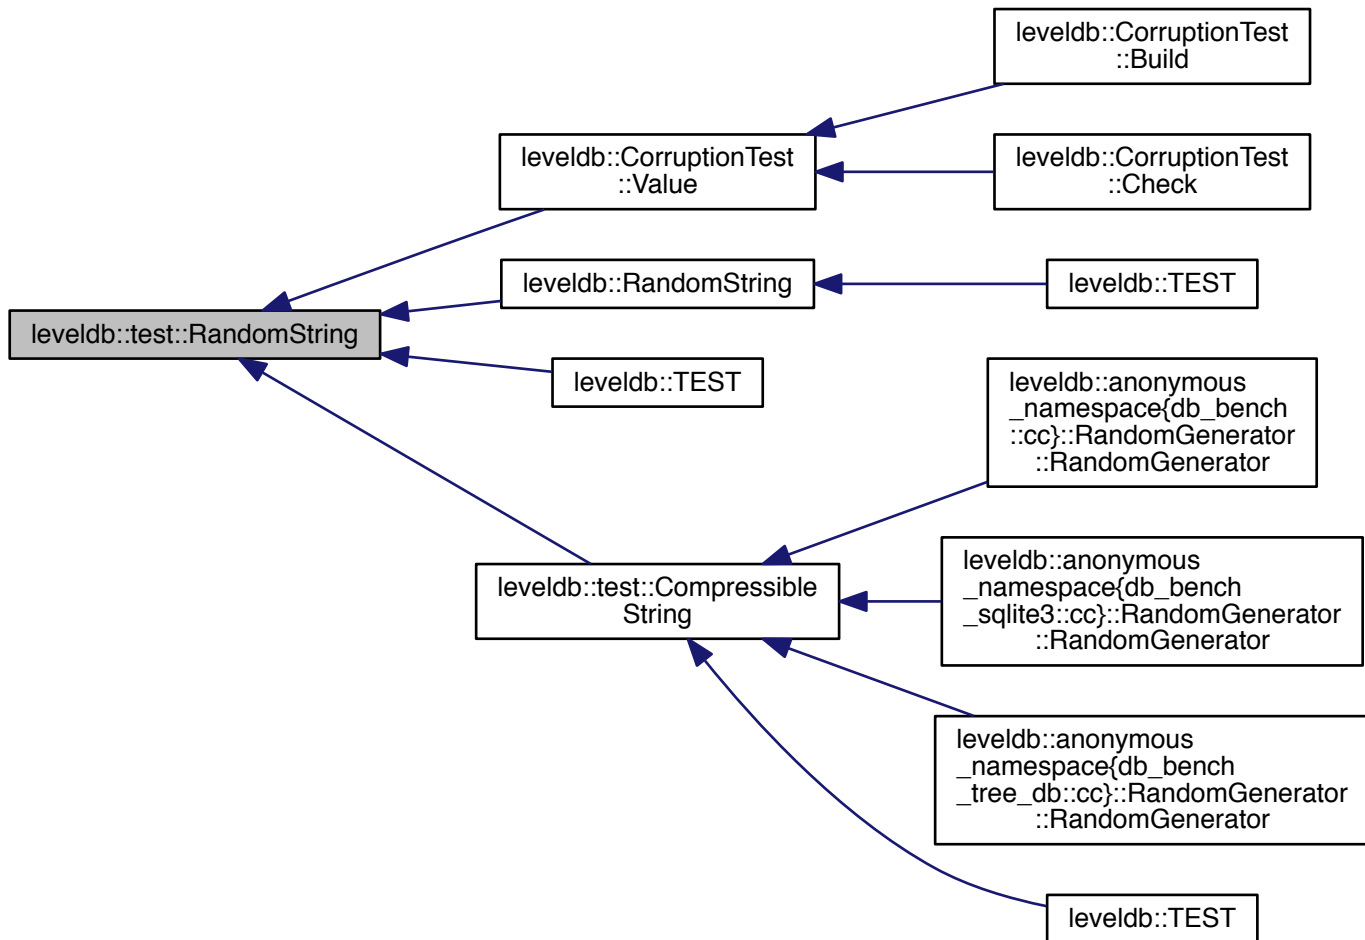 leveldb::CorruptionTest
::Build
leveldb::CorruptionTest
::Value
leveldb::CorruptionTest
::Check
leveldb::RandomString
leveldb::TEST
leveldb::test::RandomString
leveldb::TEST
leveldb::anonymous
_namespace{db_bench
::cc}::RandomGenerator
::RandomGenerator
leveldb::test::Compressible
String
leveldb::anonymous
_namespace{db_bench
_sqlite3::cc}::RandomGenerator
::RandomGenerator
leveldb::anonymous
_namespace{db_bench
_tree_db::cc}::RandomGenerator
::RandomGenerator
leveldb::TEST